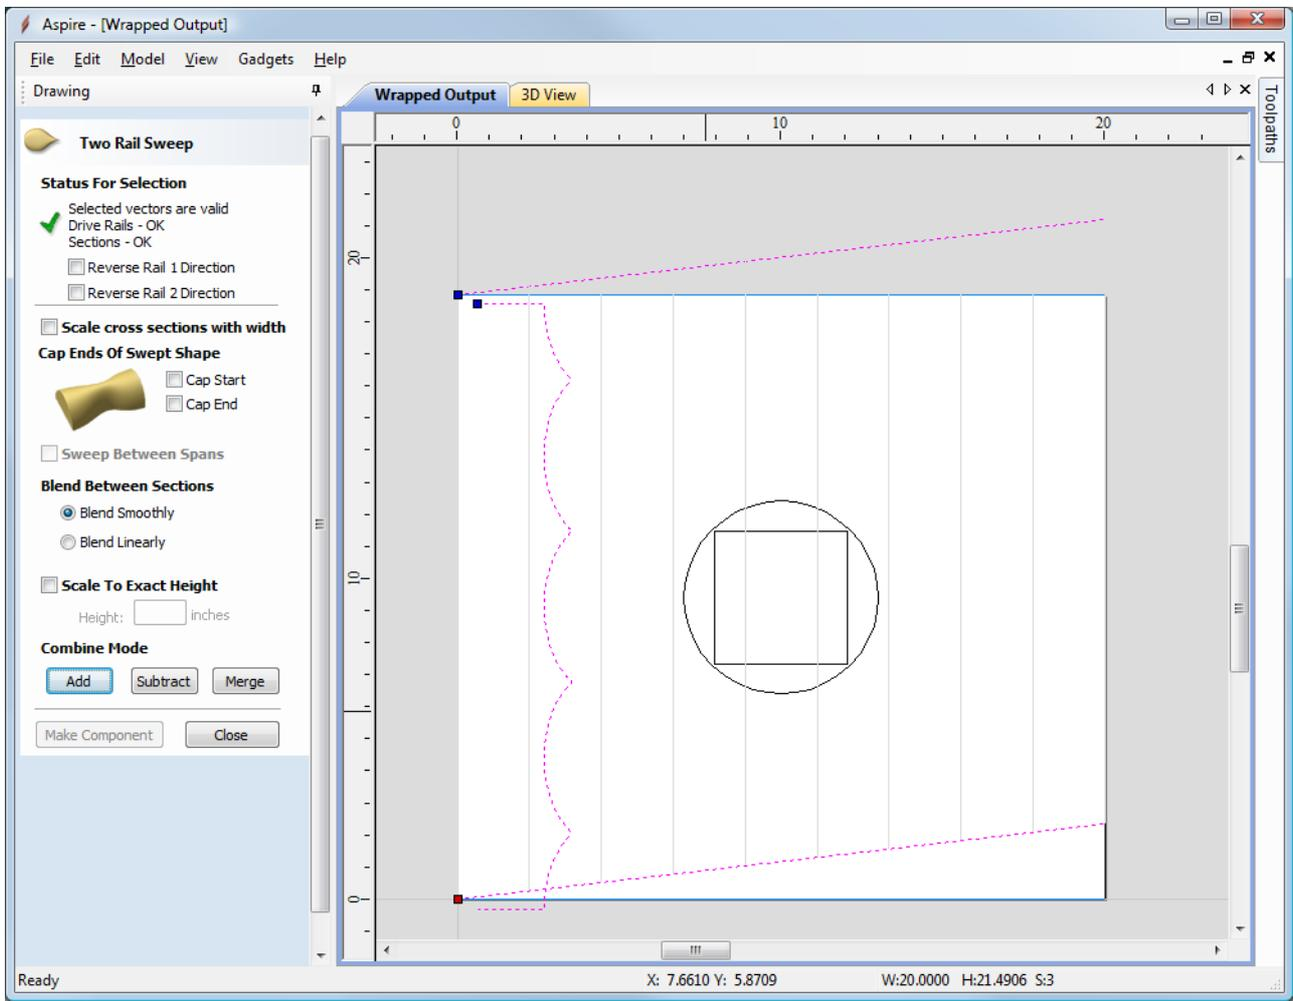 Aspire - [Wrapped Output]
File Edit Model View Gadgets Help
Drawing
Wrapped Output 3D View
Toolpaths
Two Rail Sweep
Status For Selection
Selected vectors are valid
Drive Rails - OK
Sections - OK
Reverse Rail 1 Direction
Reverse Rail 2 Direction
Scale cross sections with width
Cap Ends Of Swept Shape
Cap Start
Cap End
Sweep Between Spans
Blend Between Sections
Blend Smoothly
Blend Linearly
Scale To Exact Height
Height: inches
Combine Mode
Add Subtract Merge
Make Component Close
0 10 20
20
10
0
Ready X: 7.6610 Y: 5.8709 W:20.0000 H:21.4906 S:3